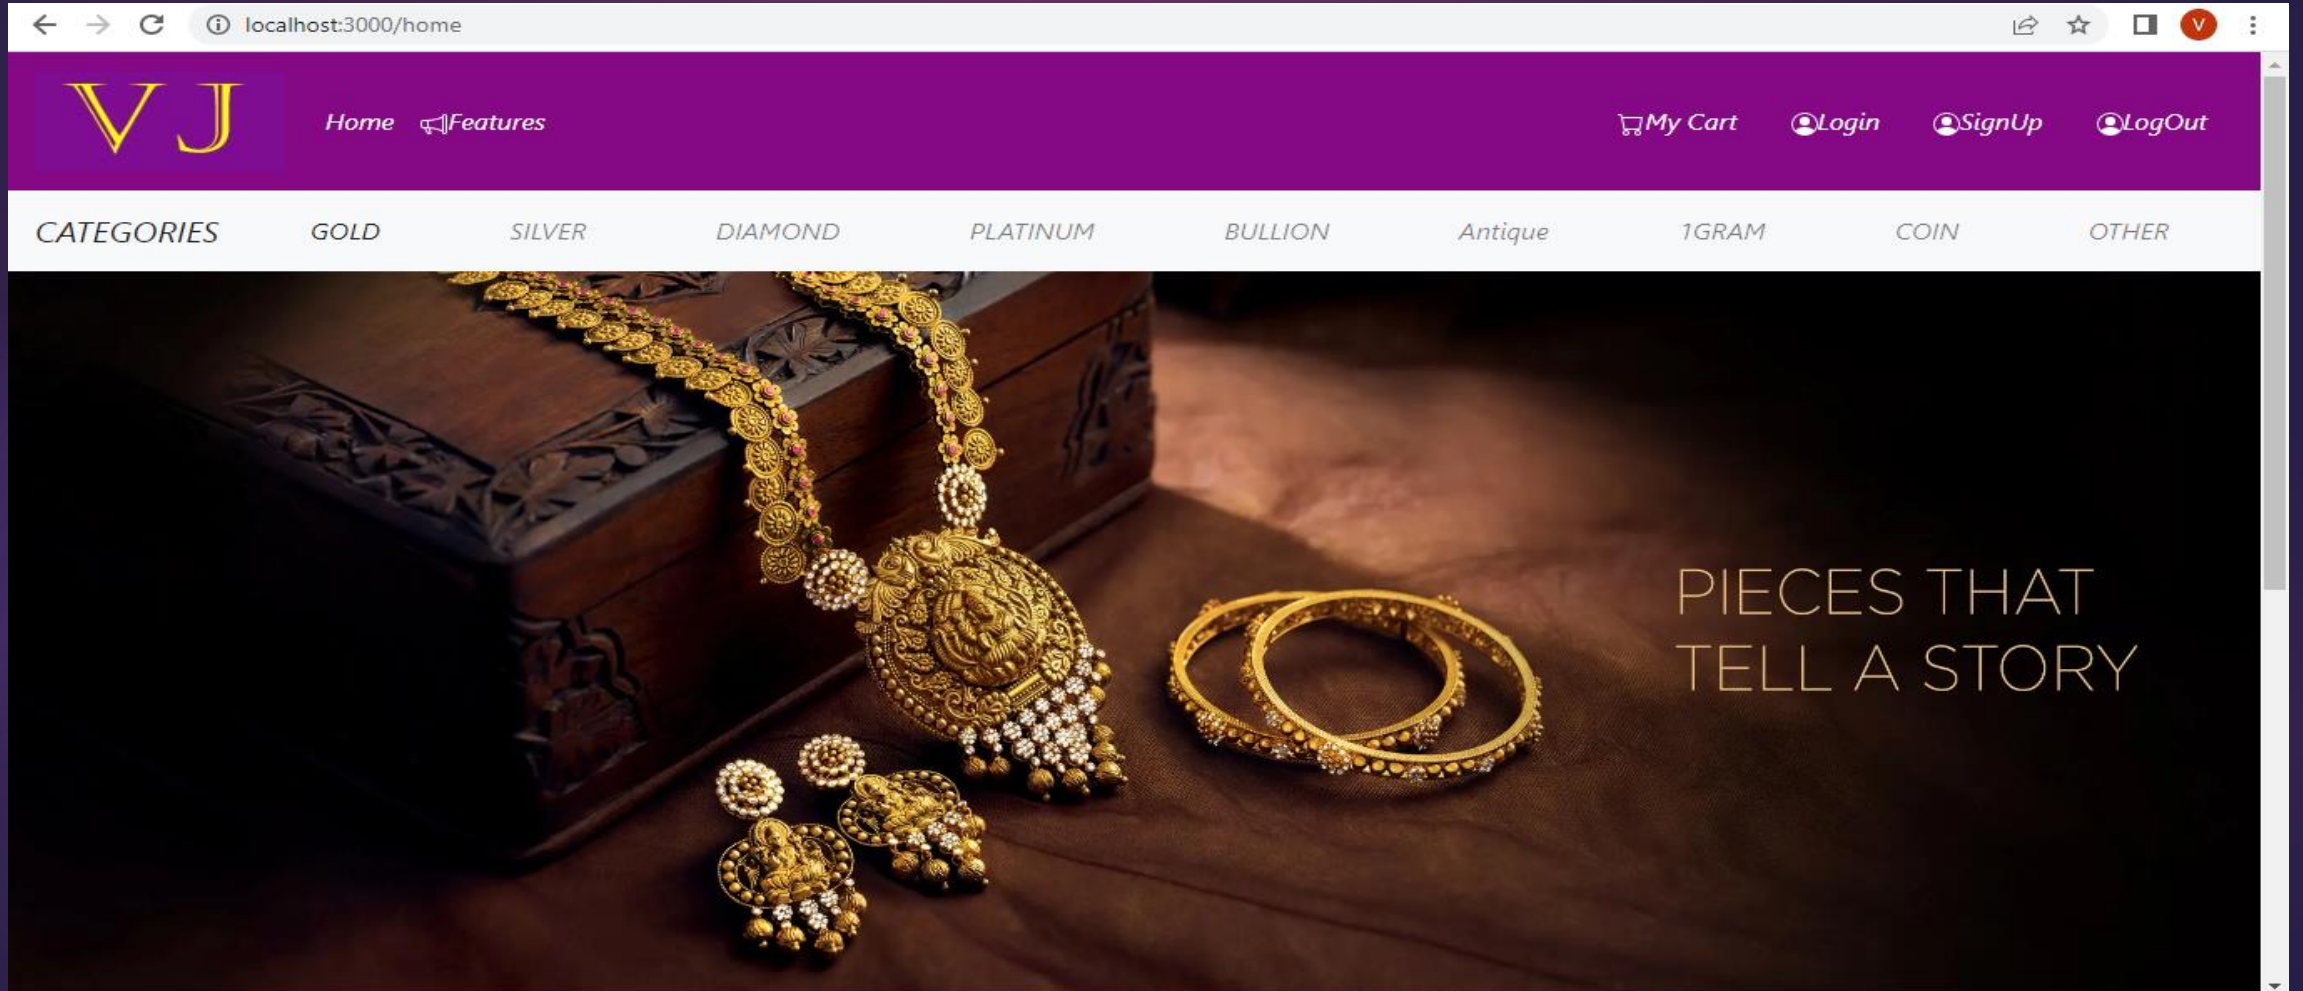 localhost:3000/home
V
VJ
Home Features My Cart Login SignUp LogOut
CATEGORIES GOLD SILVER DIAMOND PLATINUM BULLION Antique 1GRAM COIN OTHER
PIECES THAT
TELL A STORY